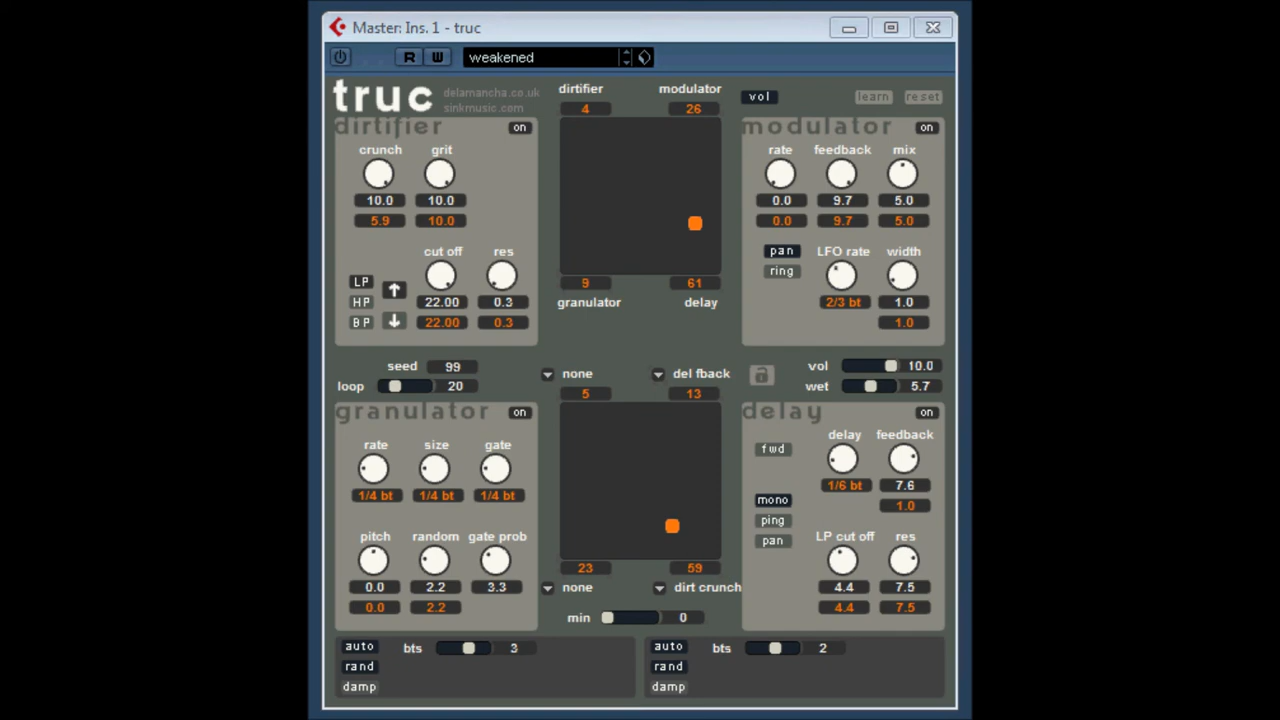 Master: Ins. 1 - truc
R W weakened
truc delamancha.co.uk
sinkmusic.com
dirtifier modulator
4 26
vol learn reset
dirtifier on
crunch grit
10.0 10.0
5.9 10.0
cut off res
LP
HP 22.00 0.3
BP 22.00 0.3
9 61
granulator delay
modulator on
rate feedback mix
0.0 9.7 5.0
0.0 9.7 5.0
pan LFO rate width
ring
2/3 bt 1.0
1.0
seed 99
loop 20
none del fback
5 13
vol 10.0
wet 5.7
granulator on
rate size gate
1/4 bt 1/4 bt 1/4 bt
pitch random gate prob
0.0 2.2 3.3
0.0 2.2
23 59
none dirt crunch
min 0
delay on
delay feedback
fwd
1/6 bt 7.6
1.0
mono
ping
pan
LP cut off res
4.4 7.5
4.4 7.5
auto bts 3
rand
damp
auto bts 2
rand
damp